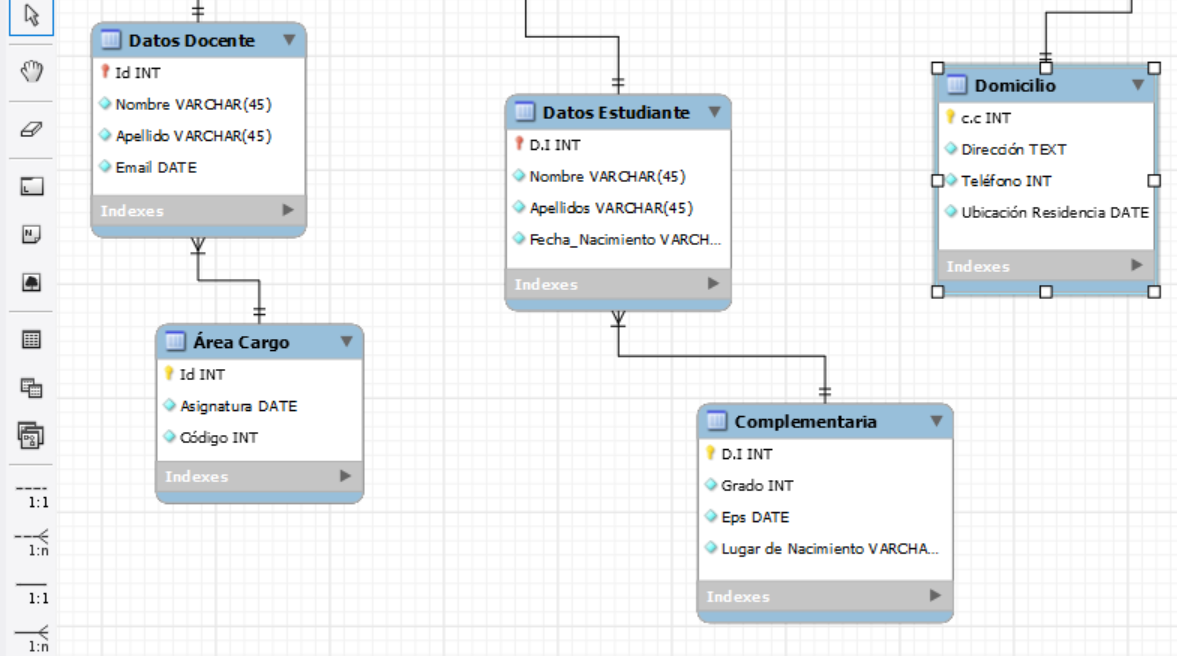 Datos Docente
Id INT
Nombre VARCHAR(45)
Apellido VARCHAR(45)
Email DATE
Indexes
Datos Estudiante
D.I INT
Nombre VARCHAR(45)
Apellidos VARCHAR(45)
Fecha_Nacimiento VARCH...
Indexes
Domicilio
c.c INT
Dirección TEXT
Teléfono INT
Ubicación Residencia DATE
Indexes
Área Cargo
Id INT
Asignatura DATE
Código INT
Indexes
Complementaria
D.I INT
Grado INT
Eps DATE
Lugar de Nacimiento VARCHA...
Indexes
1:1
1:n
1:1
1:n